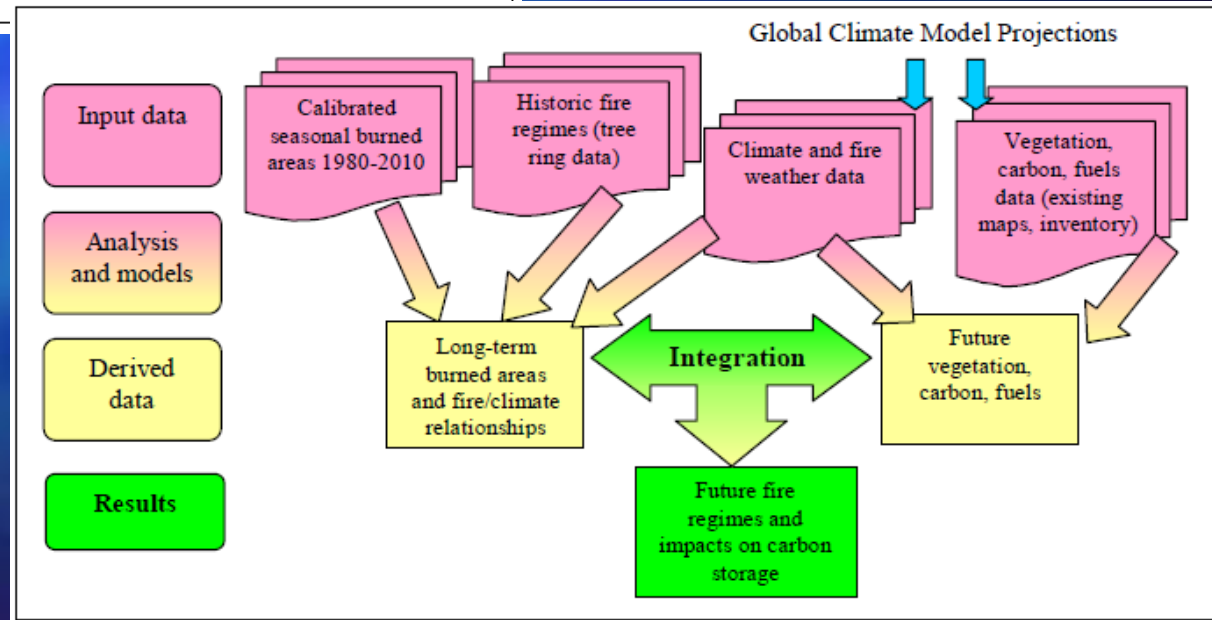 Global Climate Model Projections
Input data
Calibrated
seasonal burned
areas 1980-2010
Historic fire
regimes (tree
ring data)
Climate and fire
weather data
Vegetation,
carbon, fuels
data (existing
maps, inventory)
Analysis
and models
Derived
data
Long-term
burned areas
and fire/climate
relationships
Integration
Future
vegetation,
carbon, fuels
Results
Future fire
regimes and
impacts on carbon
storage